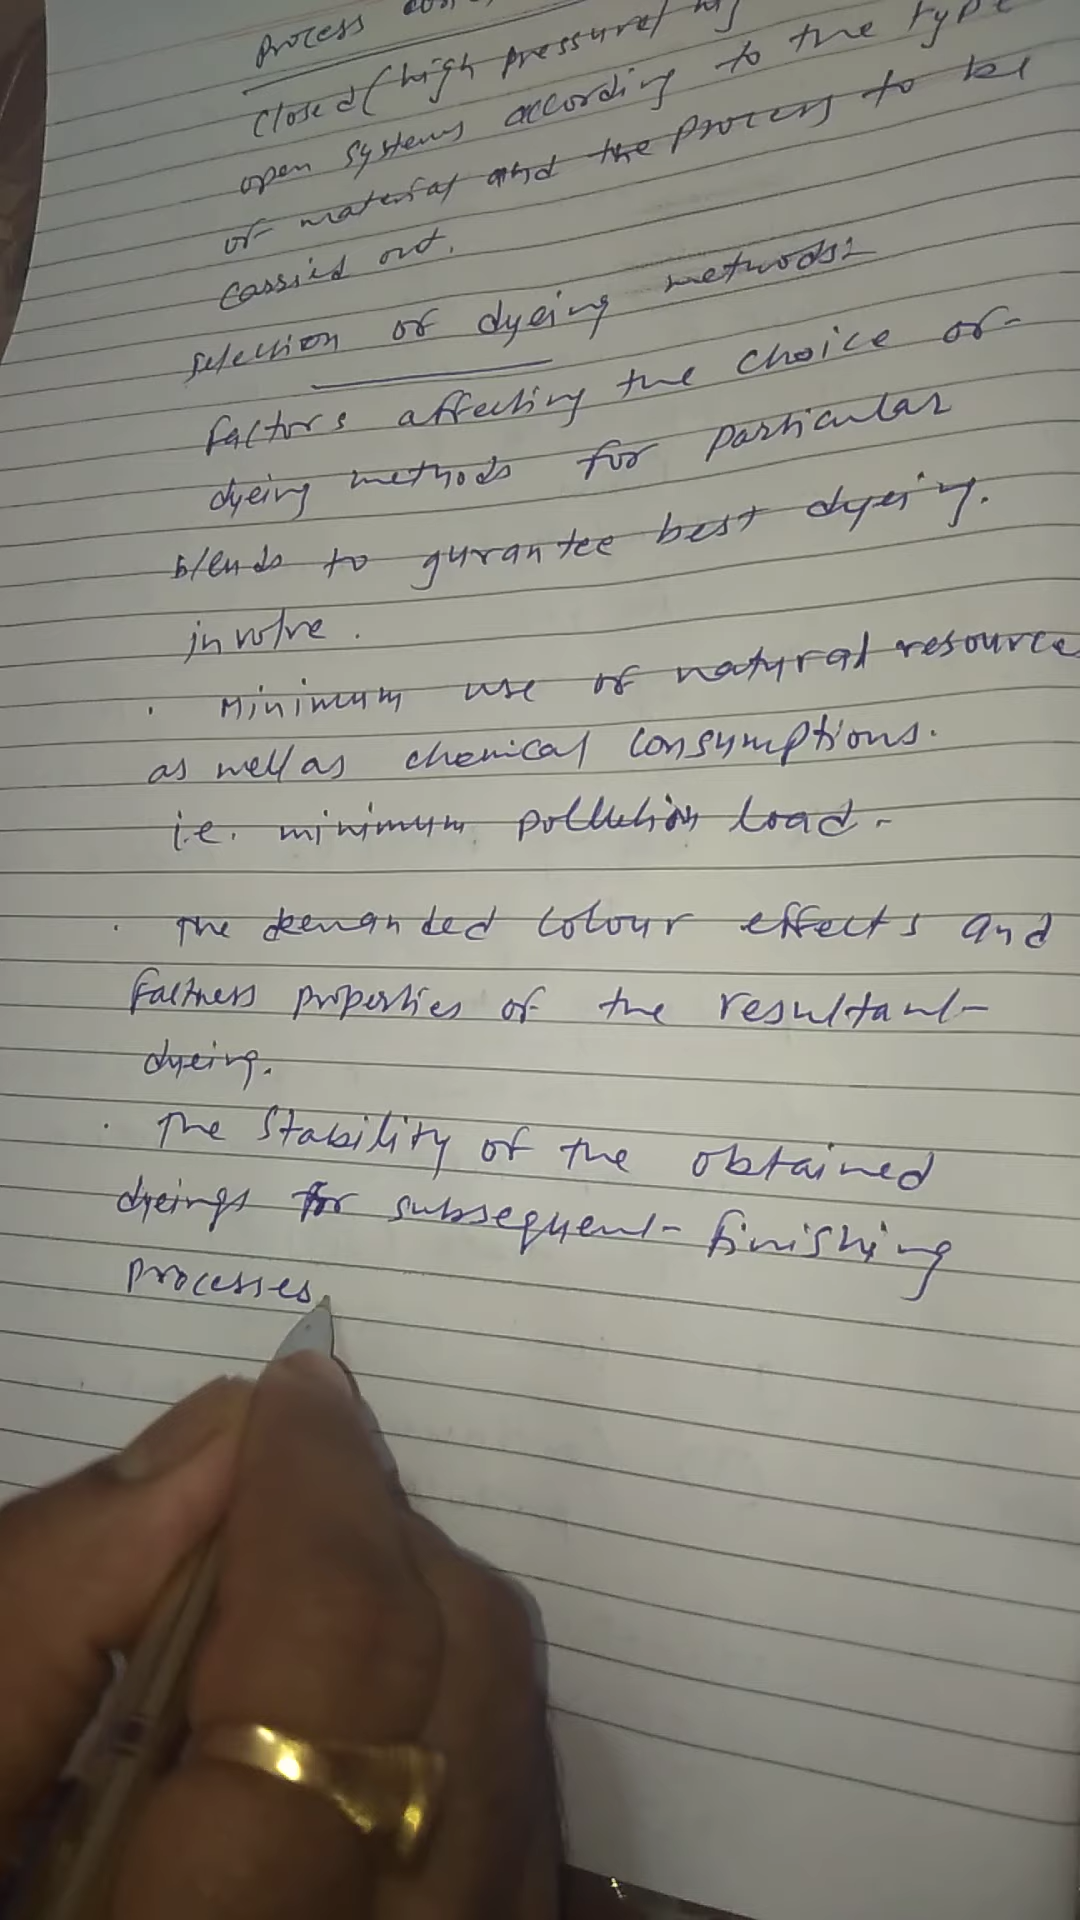 Process
closed (high pressure)
open systems according to the type
of material and the process to be
carried out.
selection of dyeing methods:
factors affecting the choice of
dyeing methods for particular
blends to gurantee best dyeing.
involve.
. Minimum use of natural resource
as well as chemical consumptions.
i.e. minimum pollution load.
. The demanded colour effects and
fastness properties of the resultant
dyeing.
. The stability of the obtained
dyeings for subsequent finishing
processes.